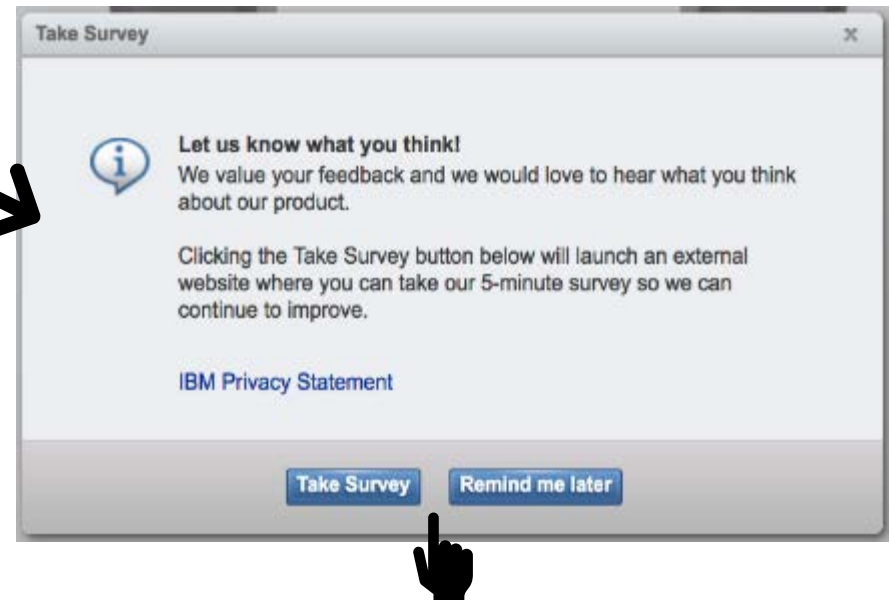 Take Survey x
Let us know what you think!
We value your feedback and we would love to hear what you think
about our product.
Clicking the Take Survey button below will launch an external
website where you can take our 5-minute survey so we can
continue to improve.
IBM Privacy Statement
Take Survey Remind me later